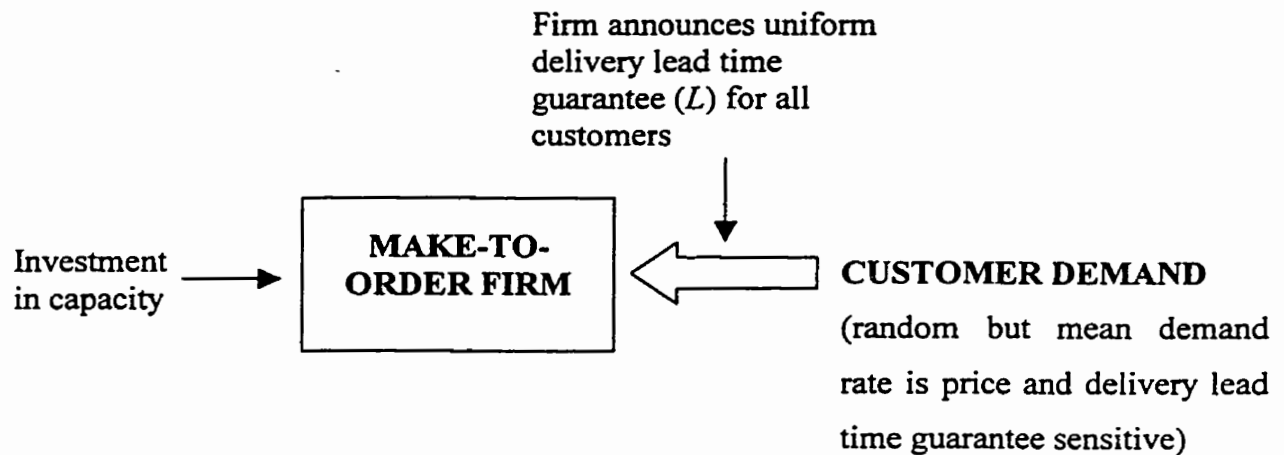 Firm announces uniform
delivery lead time
guarantee (L) for all
customers
Investment
in capacity
MAKE-TO-
ORDER FIRM
CUSTOMER DEMAND
(random but mean demand
rate is price and delivery lead
time guarantee sensitive)